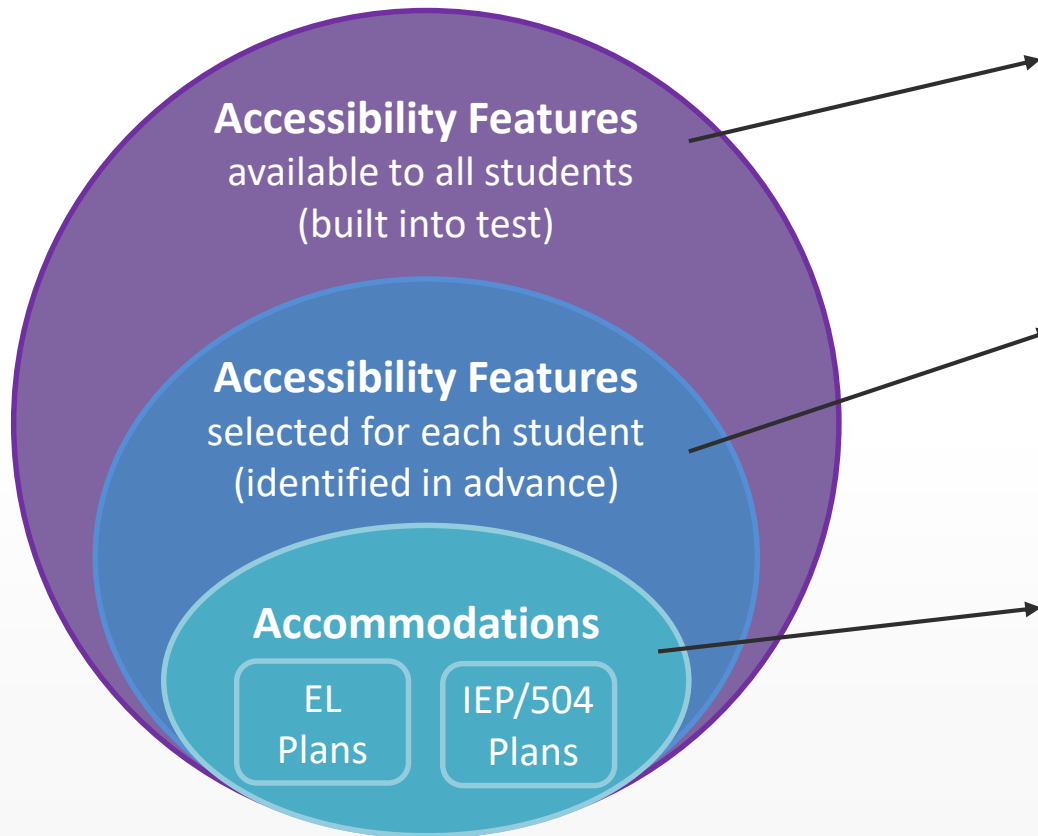 Accessibility Features
available to all students
(built into test)
Accessibility Features
selected for each student
(identified in advance)
Accommodations
EL
Plans
IEP/504
Plans